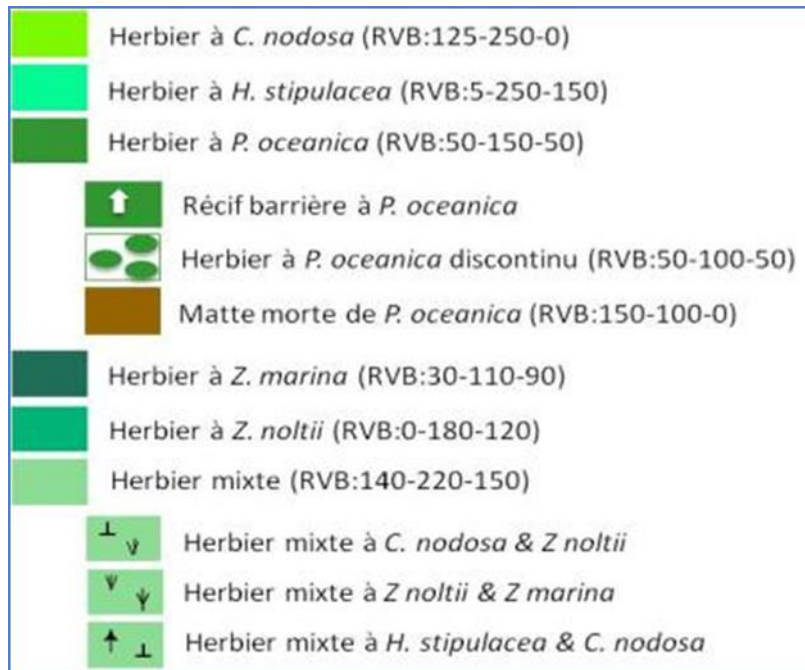 Herbier à C. nodosa (RVB:125-250-0)
Herbier à H. stipulacea (RVB:5-250-150)
Herbier à P. oceanica (RVB:50-150-50)
Récif barrière à P. oceanica
Herbier à P. oceanica discontinu (RVB:50-100-50)
Matte morte de P. oceanica (RVB:150-100-0)
Herbier à Z. marina (RVB:30-110-90)
Herbier à Z. noltii (RVB:0-180-120)
Herbier mixte (RVB:140-220-150)
Herbier mixte à C. nodosa & Z noltii
Herbier mixte à Z noltii & Z marina
Herbier mixte à H. stipulacea & C. nodosa